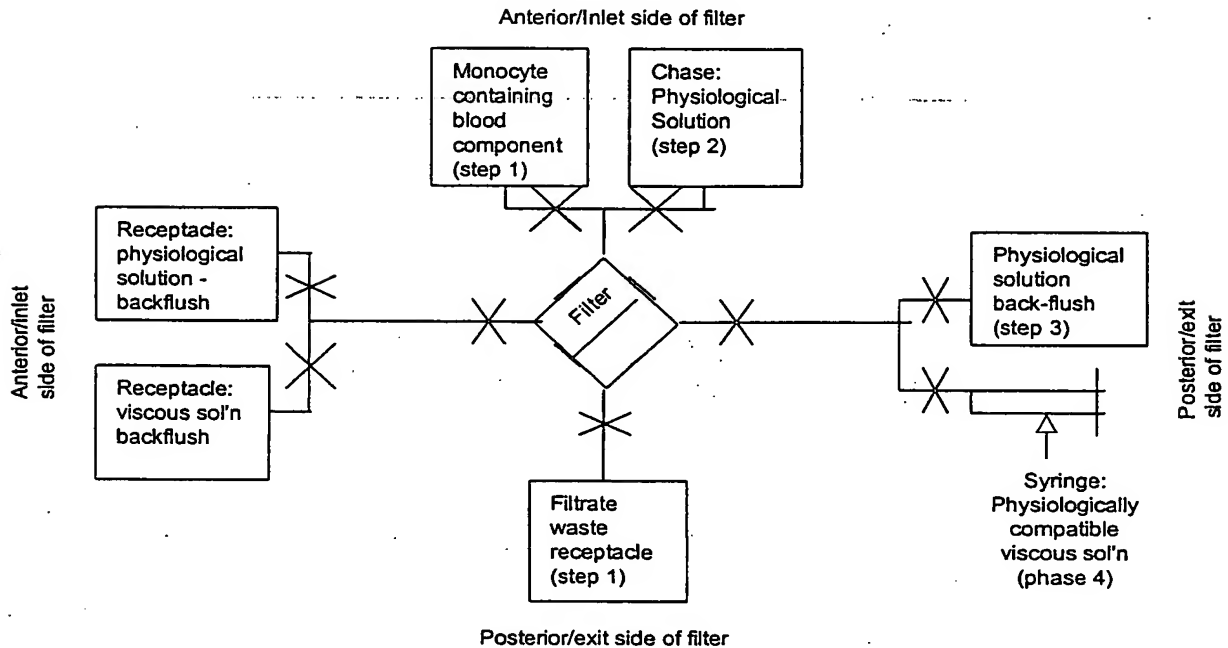 Anterior/Inlet side of filter
Monocyte
containing
blood
component
(step 1)
Chase:
Physiological
Solution
(step 2)
Receptacle:
physiological
solution -
backflush
Anterior/inlet
side of filter
Receptacle:
viscous sol'n
backflush
Filter
Physiological
solution
back-flush
(step 3)
Posterior/exit
side of filter
Syringe:
Physiologically
compatible
viscous sol'n
(phase 4)
Filtrate
waste
receptacle
(step 1)
Posterior/exit side of filter